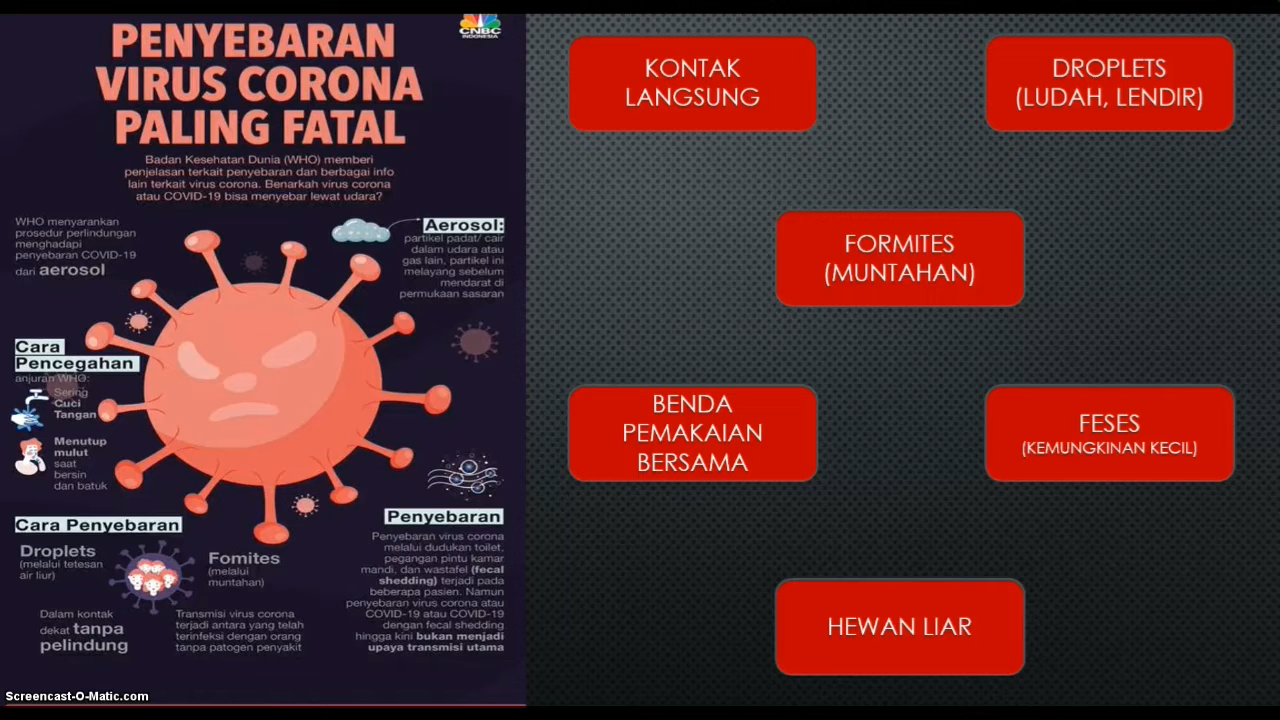 PENYEBARAN
VIRUS CORONA
PALING FATAL
CNBC
INDONESIA
Badan Kesehatan Dunia (WHO) memberi
penjelasan terkait penyebaran dan berbagai info
lain terkait virus corona. Benarkah virus corona
atau COVID-19 bisa menyebar lewat udara?
WHO menyarankan
prosedur perlindungan
menghadapi
penyebaran COVID-19
dari aerosol
Aerosol:
partikel padat/ cair
dalam udara atau
gas lain, partikel ini
melayang sebelum
mendarat di
permukaan sasaran
Cara
Pencegahan
anjuran WHO:
Sering
Cuci
Tangan
Menutup
mulut
saat
bersin
dan batuk
Cara Penyebaran
Droplets
(melalui tetesan
air liur)
Fomites
(melalui
muntahan)
Dalam kontak
dekat tanpa
pelindung
Transmisi virus corona
terjadi antara yang telah
terinfeksi dengan orang
tanpa patogen penyakit
Penyebaran
Penyebaran virus corona
melalui dudukan toilet,
pegangan pintu kamar
mandi, dan wastafel (fecal
shedding) terjadi pada
beberapa pasien. Namun
penyebaran virus corona atau
COVID-19 atau COVID-19
dengan fecal shedding
hingga kini bukan menjadi
upaya transmisi utama
KONTAK
LANGSUNG
DROPLETS
(LUDAH, LENDIR)
FORMITES
(MUNTAHAN)
BENDA
PEMAKAIAN
BERSAMA
FESES
(KEMUNGKINAN KECIL)
HEWAN LIAR
Screencast-O-Matic.com